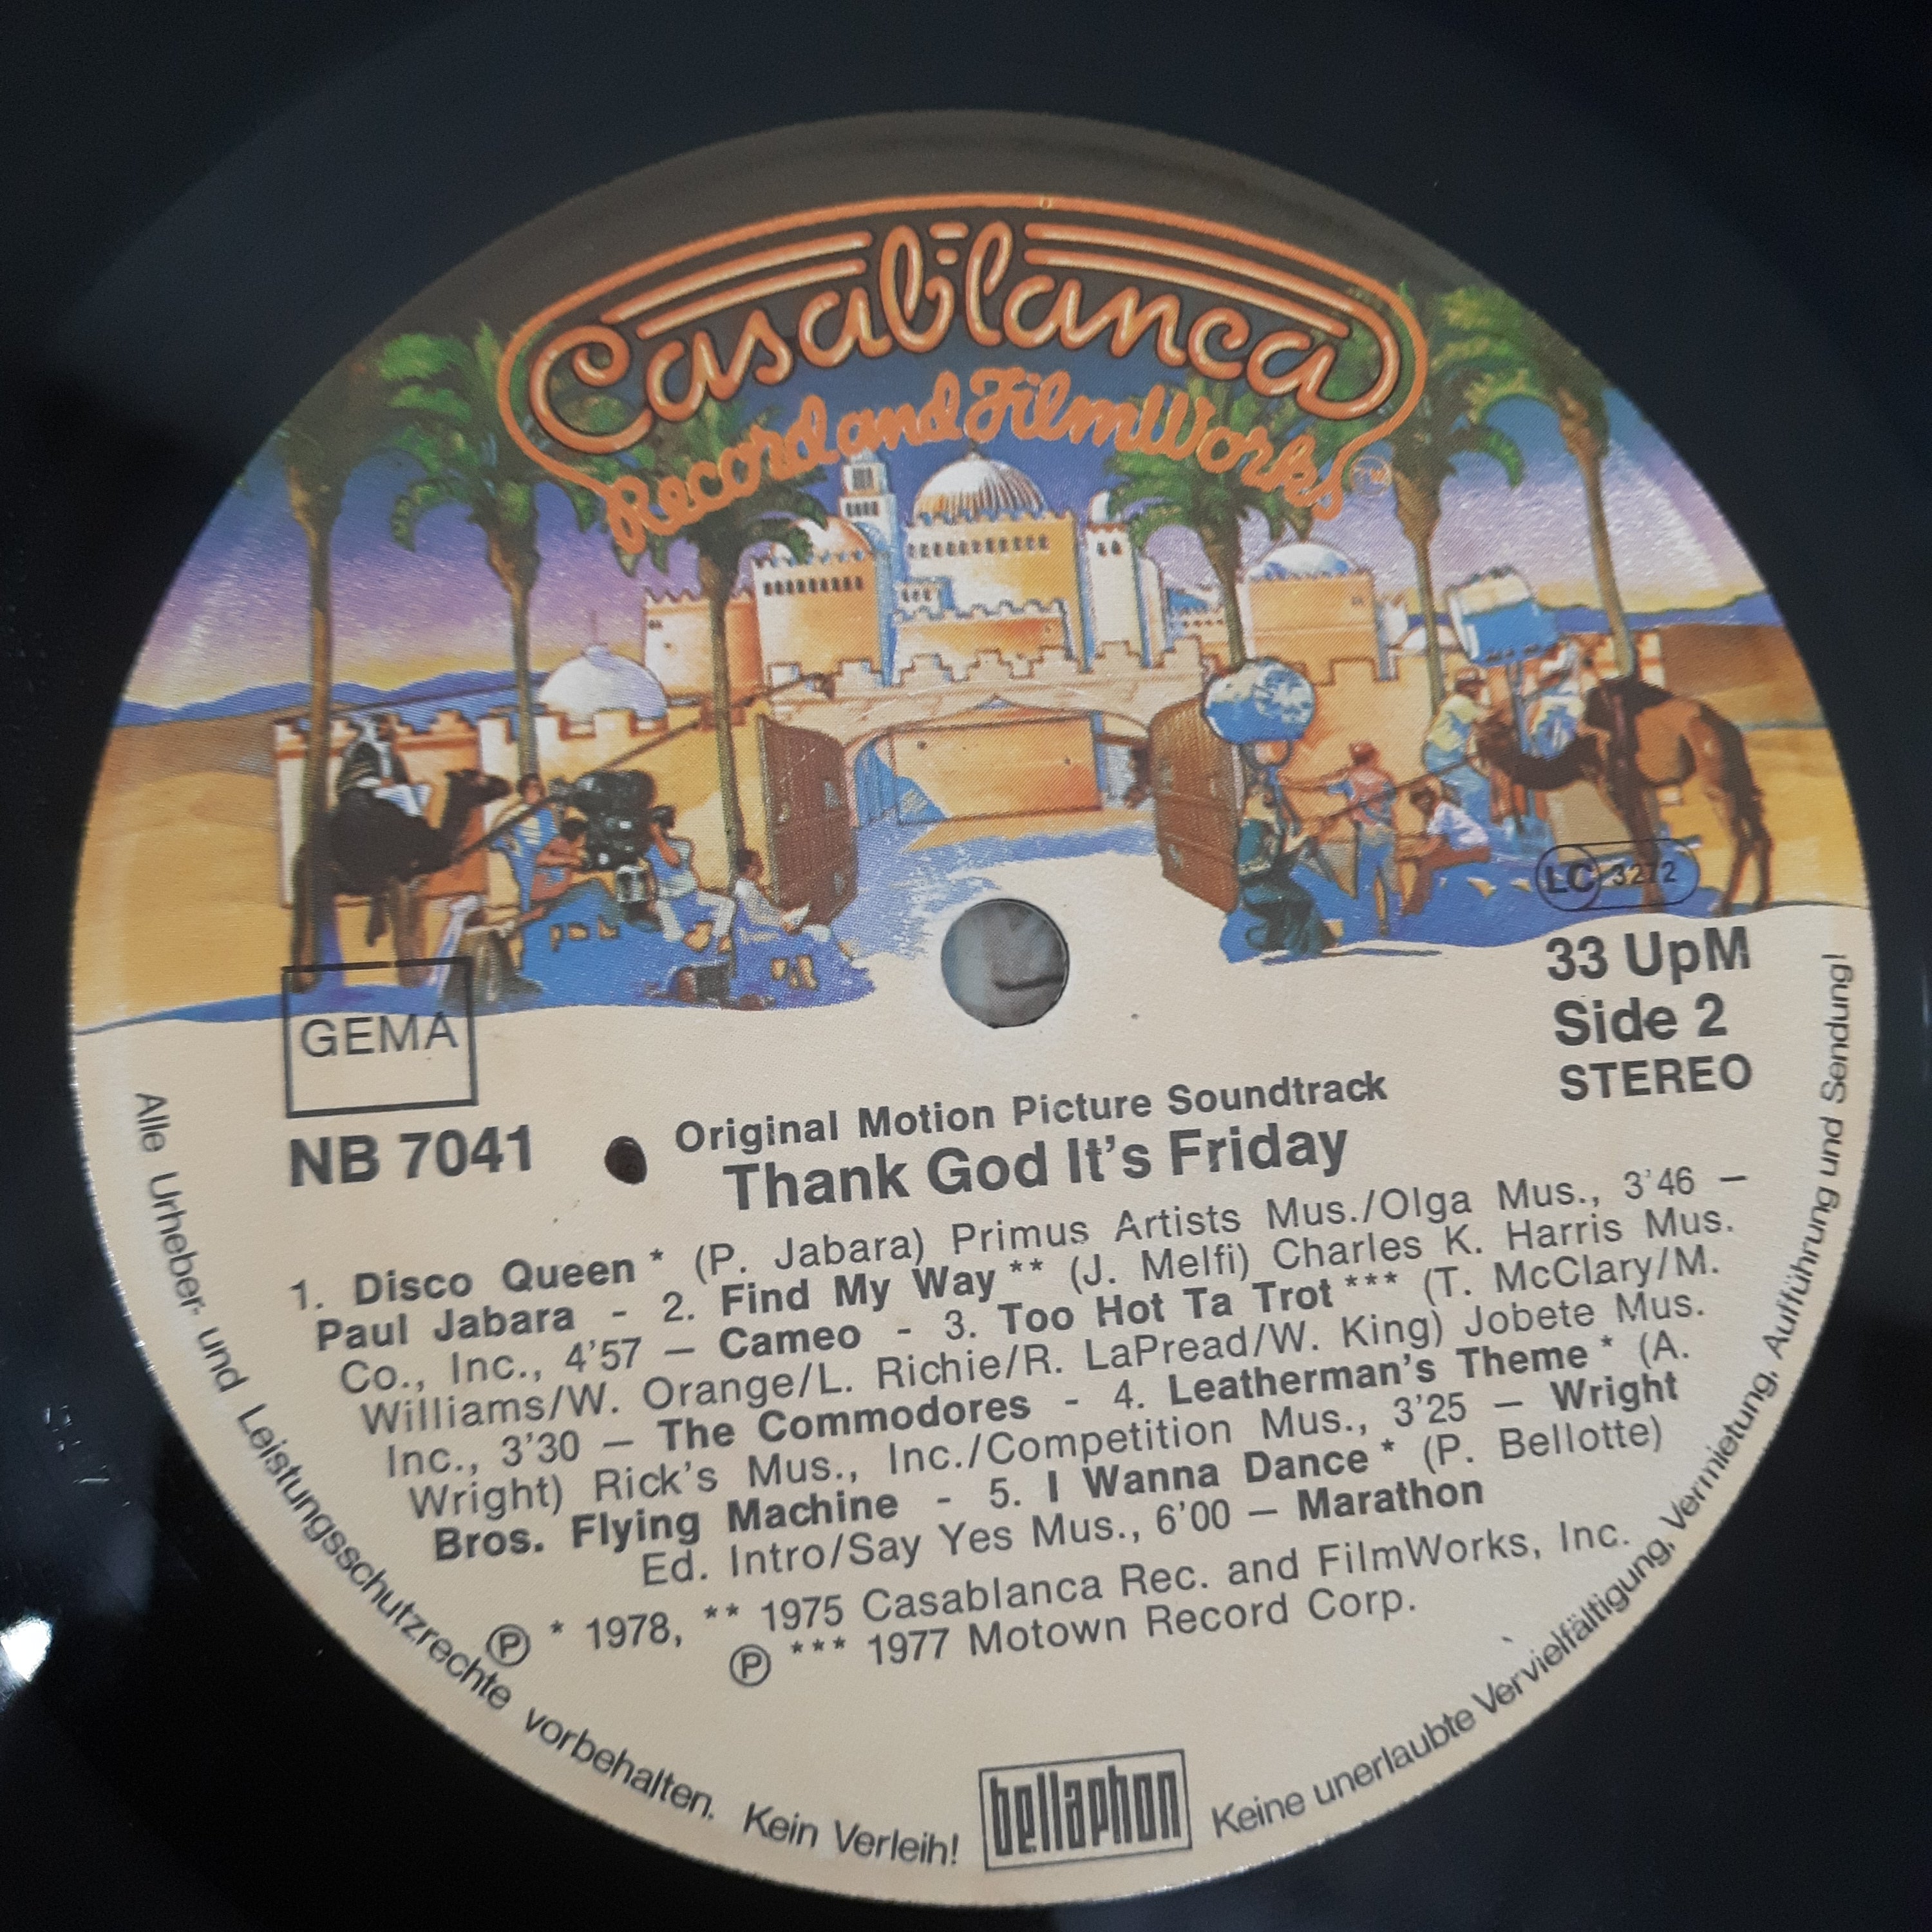 Casablanca
Record and FilmWorks
LC 3272
33 UpM
Side 2
STEREO
GEMA
NB 7041
Original Motion Picture Soundtrack
Thank God It's Friday
1. Disco Queen * (P. Jabara) Primus Artists Mus./Olga Mus., 3'46 —
Paul Jabara - 2. Find My Way ** (J. Melfi) Charles K. Harris Mus.
Co., Inc., 4'57 — Cameo - 3. Too Hot Ta Trot *** (T. McClary/M.
Williams/W. Orange/L. Richie/R. LaPread/W. King) Jobete Mus.
Inc., 3'30 — The Commodores - 4. Leatherman's Theme * (A.
Wright) Rick's Mus., Inc./Competition Mus., 3'25 — Wright
Bros. Flying Machine - 5. I Wanna Dance * (P. Bellotte)
Ed. Intro/Say Yes Mus., 6'00 — Marathon
Ⓟ * 1978, ** 1975 Casablanca Rec. and FilmWorks, Inc.
Ⓟ *** 1977 Motown Record Corp.
Alle Urheber- und Leistungsschutzrechte vorbehalten. Kein Verleih!
bellaphon
Keine unerlaubte Vervielfältigung, Vermietung, Aufführung und Sendung!